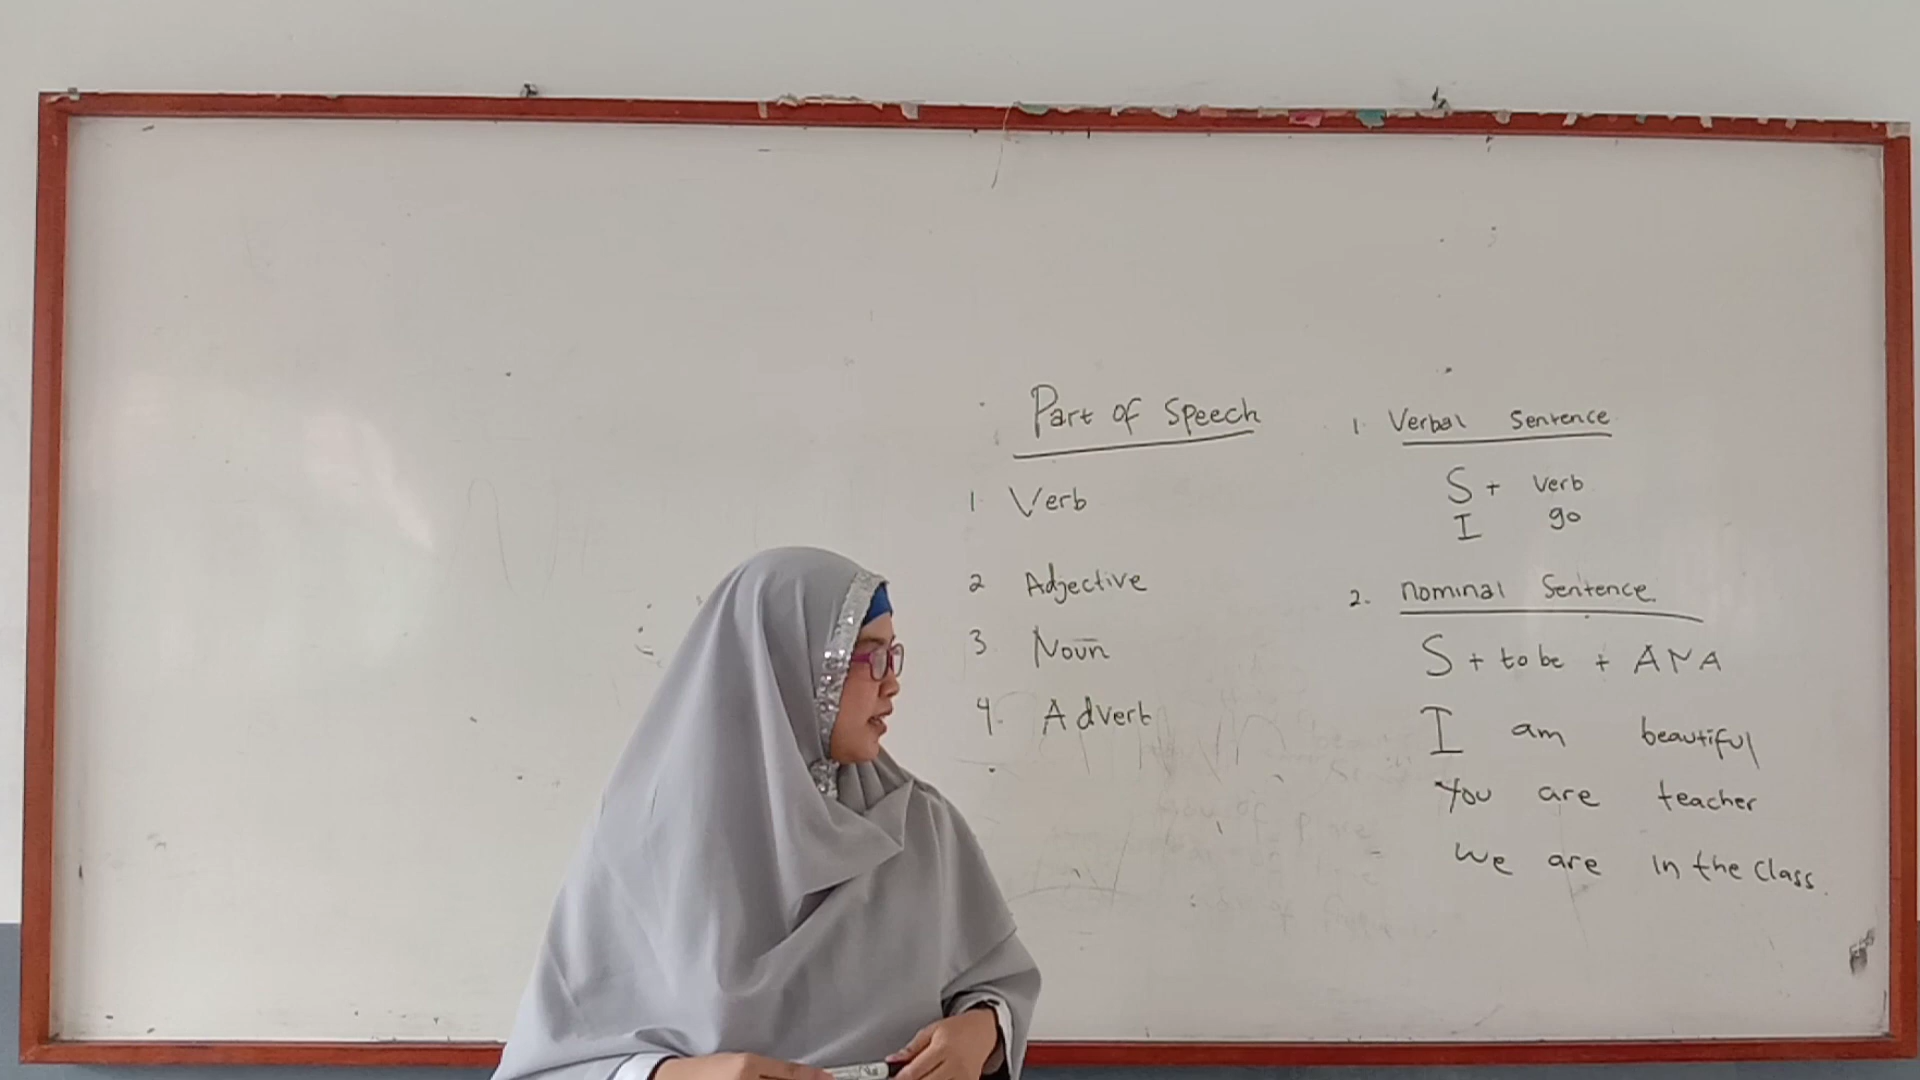 Part of Speech
1. Verb
2 Adjective
3. Noun
4. Adverb
1. Verbal Sentence
S + Verb
I go
2. nominal Sentence.
S + to be + ANA
I am beautiful
You are teacher
We are in the class.